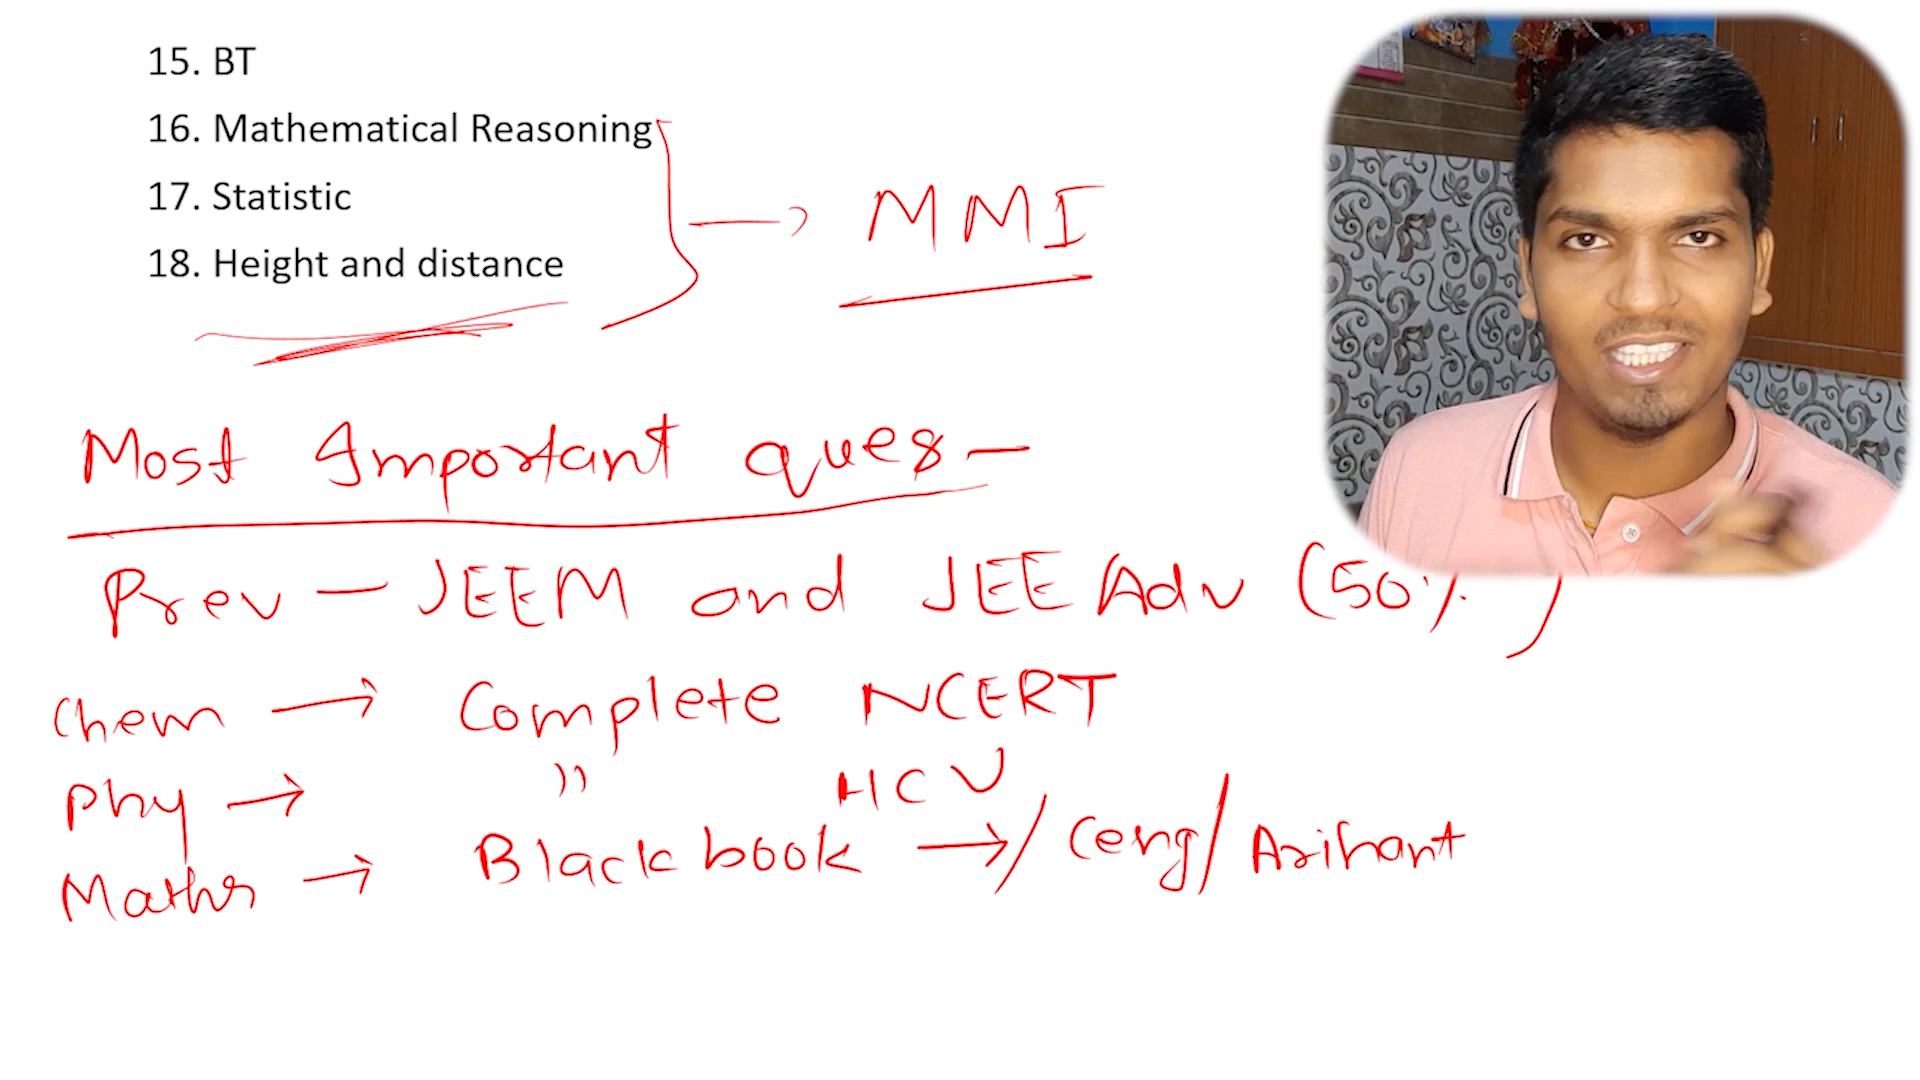 15. BT
16. Mathematical Reasoning
17. Statistic
18. Height and distance
MMI
Most Important ques -
Prev - JEEM and JEE Adv (50% )
Chem → Complete NCERT
Phy → " HCV
Maths → Black book → / Ceng / Arihant